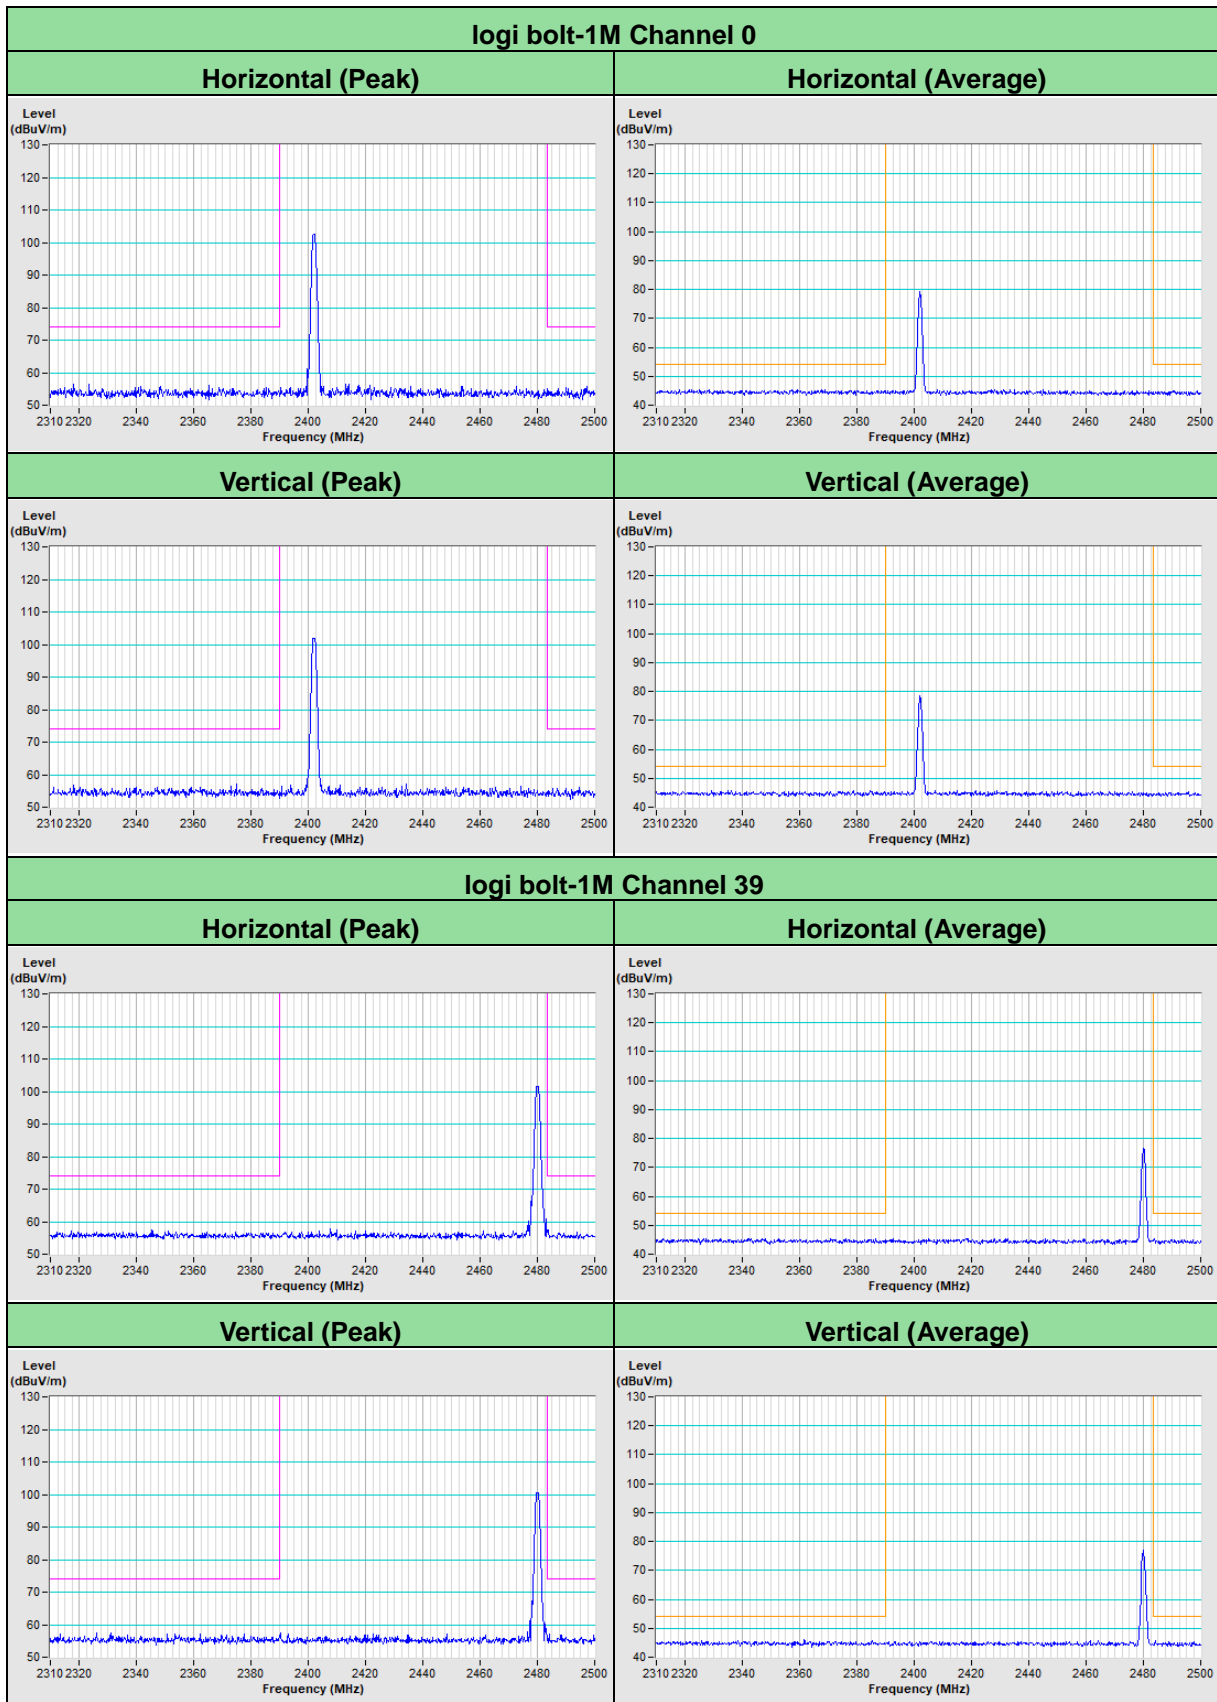 logi bolt-1M Channel 0
Horizontal (Peak) Horizontal (Average)
Level
(dBuV/m)
130
120
110
100
90
80
70
60
50
2310 2320 2340 2360 2380 2400 2420 2440 2460 2480 2500
Frequency (MHz)
Level
(dBuV/m)
130
120
110
100
90
80
70
60
50
40
2310 2320 2340 2360 2380 2400 2420 2440 2460 2480 2500
Frequency (MHz)
Vertical (Peak) Vertical (Average)
Level
(dBuV/m)
130
120
110
100
90
80
70
60
50
2310 2320 2340 2360 2380 2400 2420 2440 2460 2480 2500
Frequency (MHz)
Level
(dBuV/m)
130
120
110
100
90
80
70
60
50
40
2310 2320 2340 2360 2380 2400 2420 2440 2460 2480 2500
Frequency (MHz)
logi bolt-1M Channel 39
Horizontal (Peak) Horizontal (Average)
Level
(dBuV/m)
130
120
110
100
90
80
70
60
50
2310 2320 2340 2360 2380 2400 2420 2440 2460 2480 2500
Frequency (MHz)
Level
(dBuV/m)
130
120
110
100
90
80
70
60
50
40
2310 2320 2340 2360 2380 2400 2420 2440 2460 2480 2500
Frequency (MHz)
Vertical (Peak) Vertical (Average)
Level
(dBuV/m)
130
120
110
100
90
80
70
60
50
2310 2320 2340 2360 2380 2400 2420 2440 2460 2480 2500
Frequency (MHz)
Level
(dBuV/m)
130
120
110
100
90
80
70
60
50
40
2310 2320 2340 2360 2380 2400 2420 2440 2460 2480 2500
Frequency (MHz)